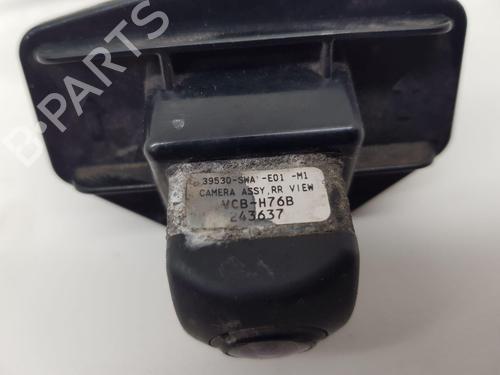 B-PARTS
39530-SWA -E01 -M1
CAMERA ASSY,RR VIEW
VCB-H76B
243637